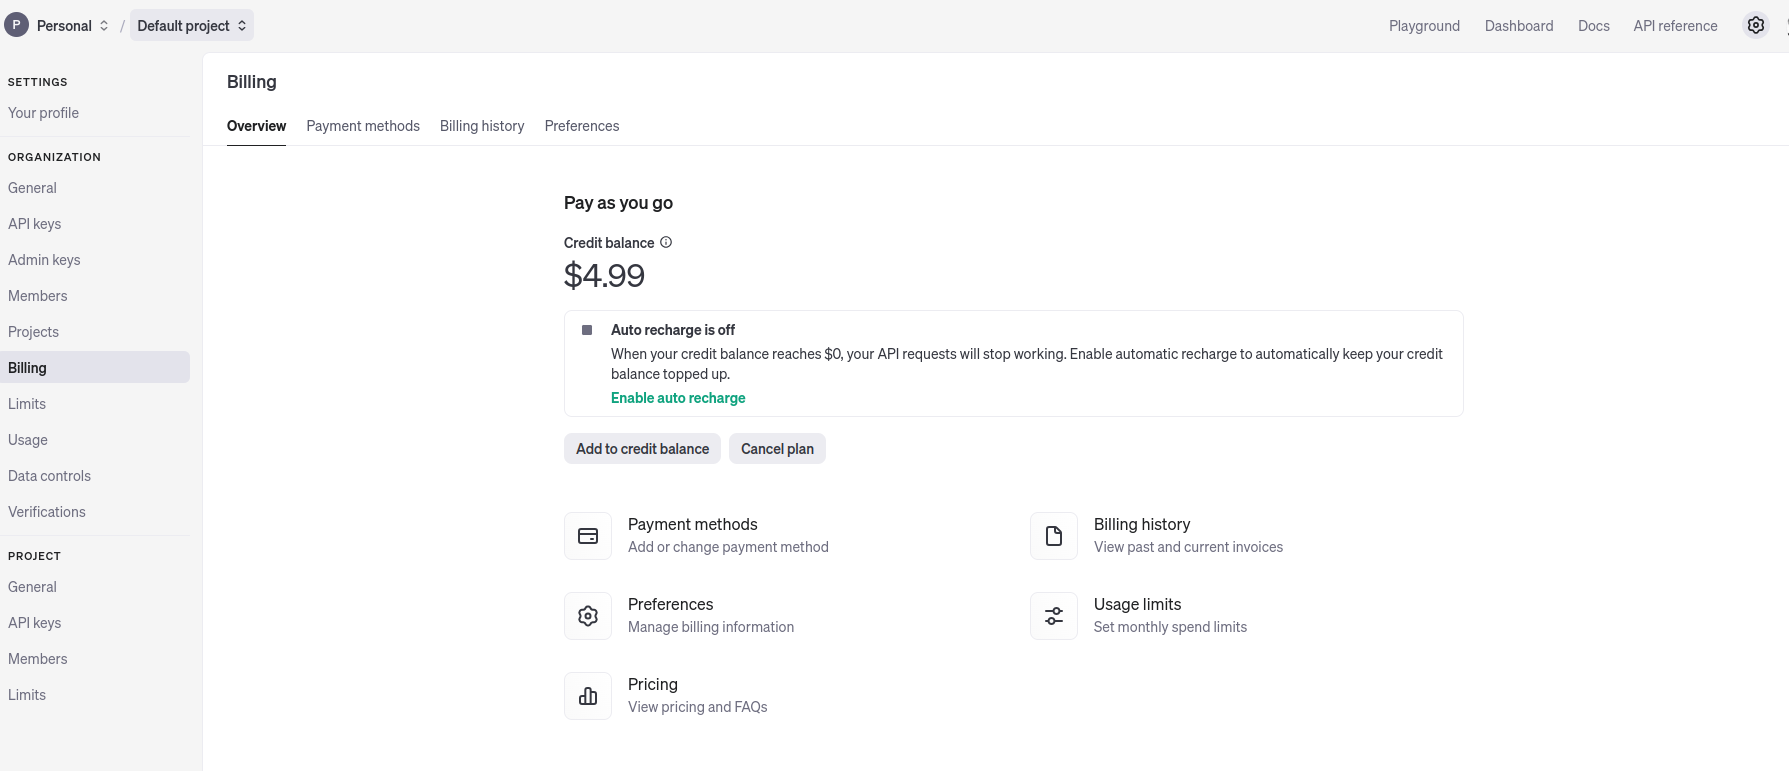 P Personal / Default project Playground Dashboard Docs API reference
SETTINGS
Your profile
ORGANIZATION
General
API keys
Admin keys
Members
Projects
Billing
Limits
Usage
Data controls
Verifications
PROJECT
General
API keys
Members
Limits
Billing
Overview Payment methods Billing history Preferences
Pay as you go
Credit balance
$4.99
Auto recharge is off
When your credit balance reaches $0, your API requests will stop working. Enable automatic recharge to automatically keep your credit
balance topped up.
Enable auto recharge
Add to credit balance Cancel plan
Payment methods
Add or change payment method
Billing history
View past and current invoices
Preferences
Manage billing information
Usage limits
Set monthly spend limits
Pricing
View pricing and FAQs